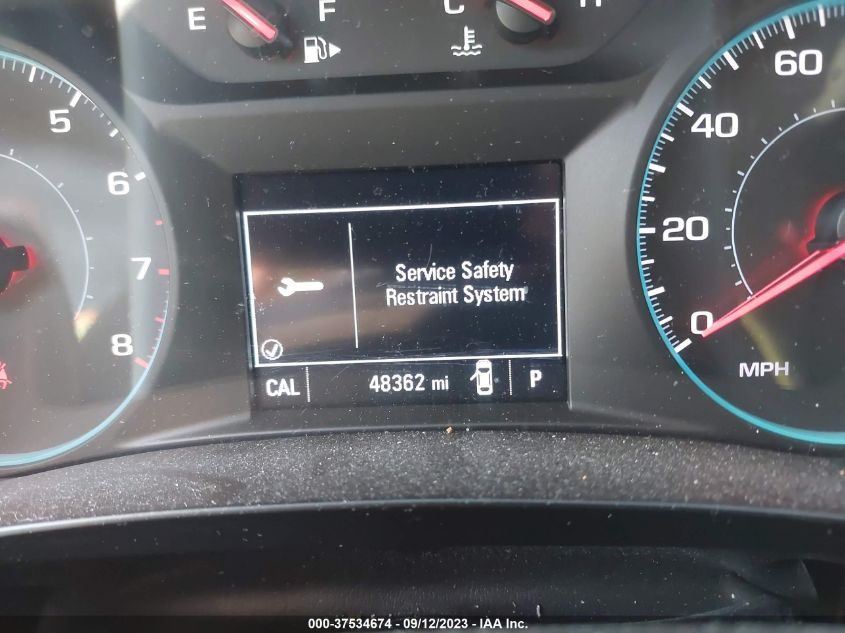 E F C H
5
6
7
8
60
40
20
0
MPH
Service Safety
Restraint System
CAL 48362 mi P
000-37534674 - 09/12/2023 - IAA Inc.